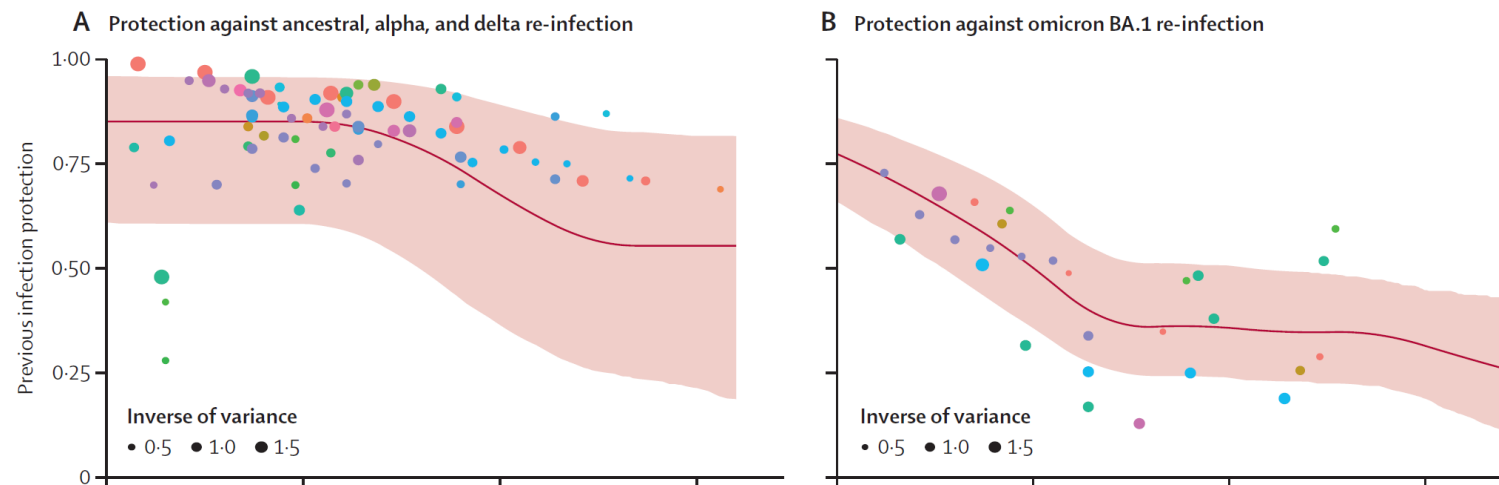 A Protection against ancestral, alpha, and delta re-infection
B Protection against omicron BA.1 re-infection
Previous infection protection
1·00
0·75
0·50
0·25
0
Inverse of variance
0·5 1·0 1·5
Inverse of variance
0·5 1·0 1·5